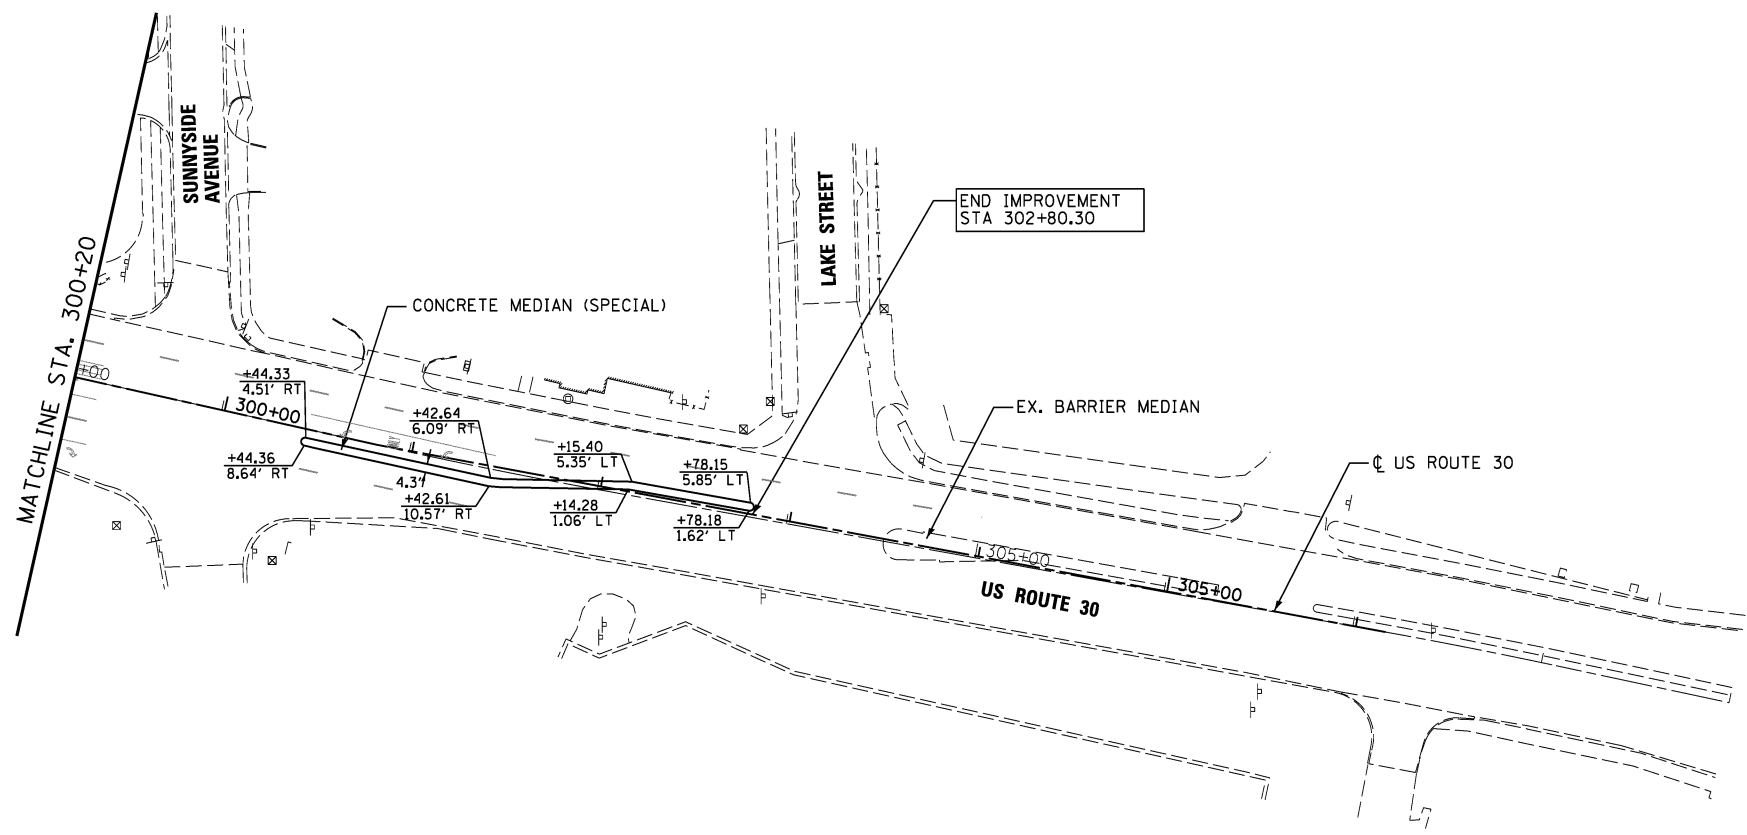 SUNNYSIDE
AVENUE
LAKE STREET
END IMPROVEMENT
STA 302+80.30
MATCHLINE STA. 300+20
CONCRETE MEDIAN (SPECIAL)
+00
+44.33
4.51' RT
300+00
+42.64
6.09' RT
EX. BARRIER MEDIAN
+15.40
5.35' LT
+78.15
5.85' LT
+44.36
8.64' RT
4.3'
+42.61
10.57' RT
+14.28
1.06' LT
+78.18
1.62' LT
℄ US ROUTE 30
305+00
305+00
US ROUTE 30